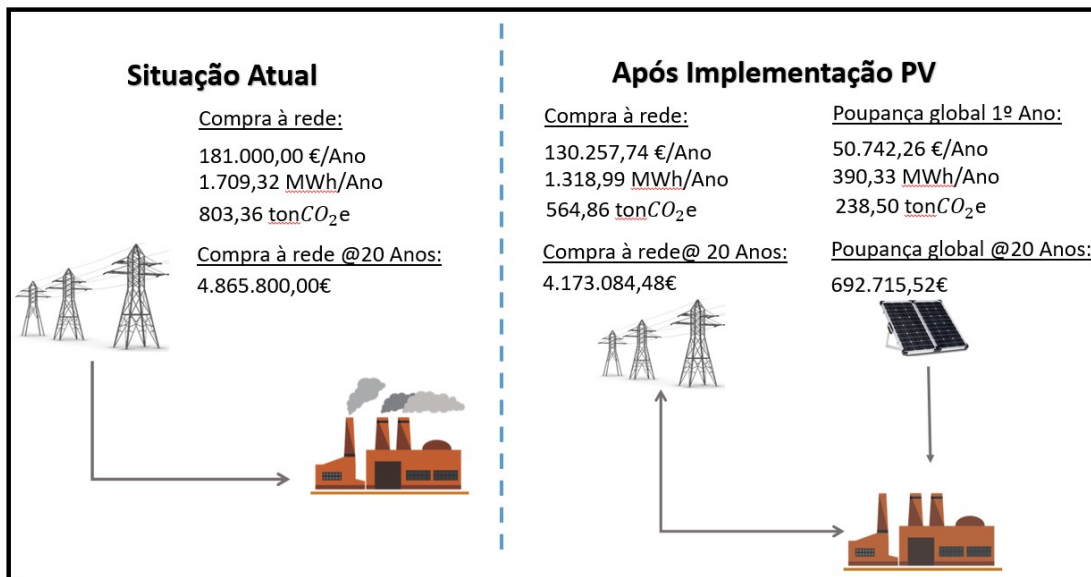 Situação Atual
Compra à rede:
181.000,00 €/Ano
1.709,32 MWh/Ano
803,36 tonCO₂e
Compra à rede @20 Anos:
4.865.800,00€
Após Implementação PV
Compra à rede:
130.257,74 €/Ano
1.318,99 MWh/Ano
564,86 tonCO₂e
Compra à rede@ 20 Anos:
4.173.084,48€
Poupança global 1º Ano:
50.742,26 €/Ano
390,33 MWh/Ano
238,50 tonCO₂e
Poupança global @20 Anos:
692.715,52€